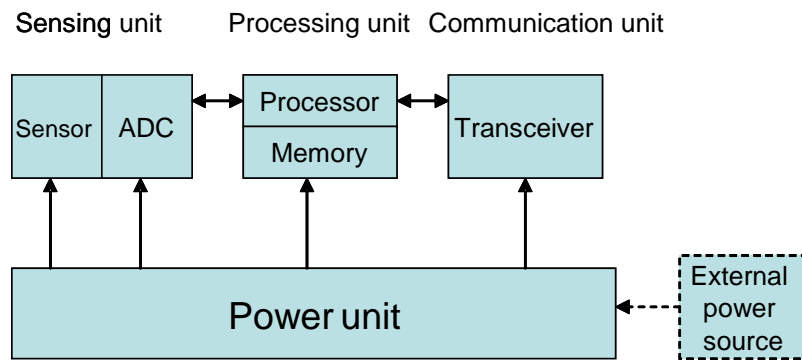 Sensing unit
Processing unit
Communication unit
Sensor
ADC
Processor
Memory
Transceiver
Power unit
External
power
source